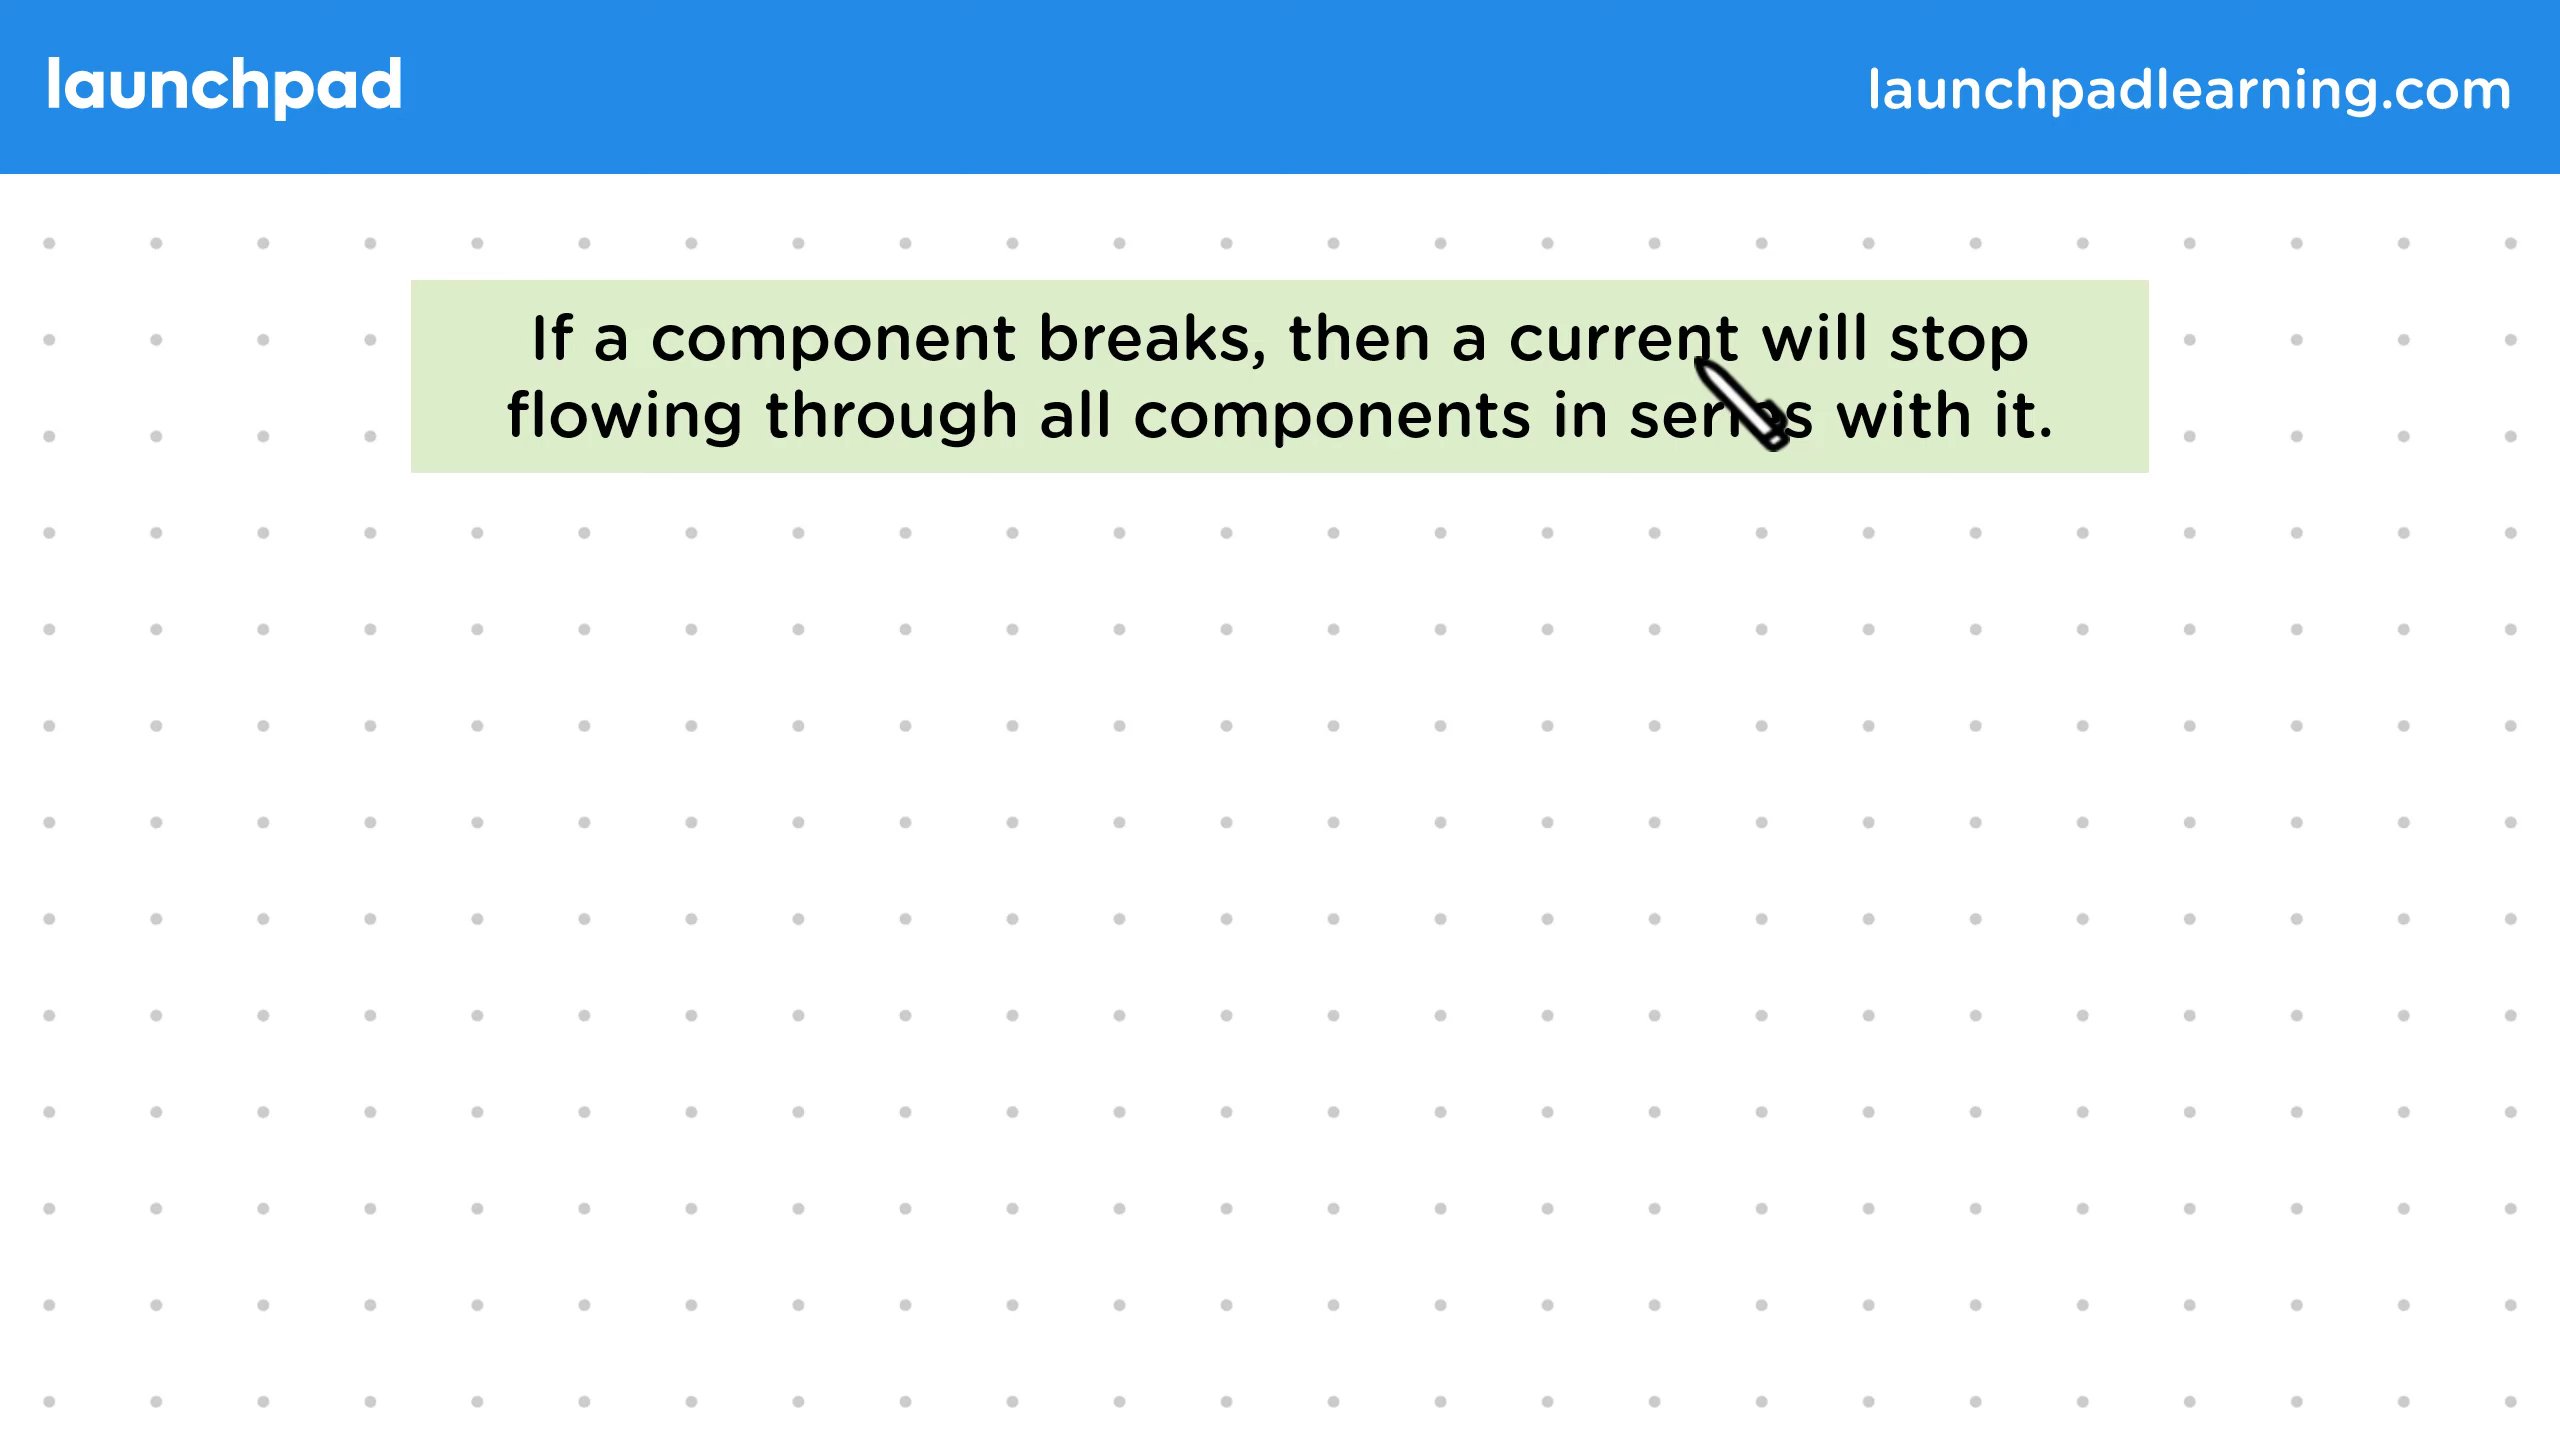 launchpad
launchpadlearning.com
If a component breaks, then a current will stop
flowing through all components in series with it.